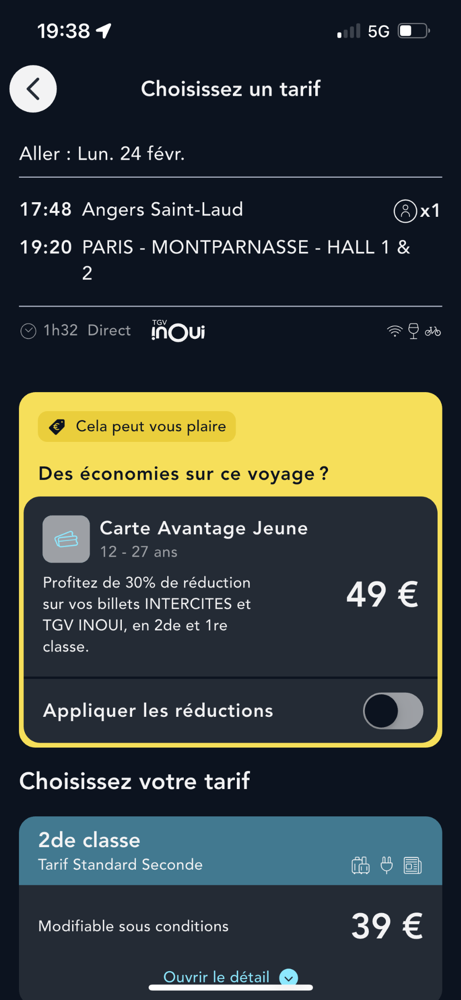 19:38
5G
Choisissez un tarif
Aller : Lun. 24 févr.
17:48 Angers Saint-Laud
x1
19:20 PARIS - MONTPARNASSE - HALL 1 &
2
1h32 Direct TGV inOui
Cela peut vous plaire
Des économies sur ce voyage ?
Carte Avantage Jeune
12 - 27 ans
Profitez de 30% de réduction
sur vos billets INTERCITES et
TGV INOUI, en 2de et 1re
classe.
49 €
Appliquer les réductions
Choisissez votre tarif
2de classe
Tarif Standard Seconde
Modifiable sous conditions
39 €
Ouvrir le détail